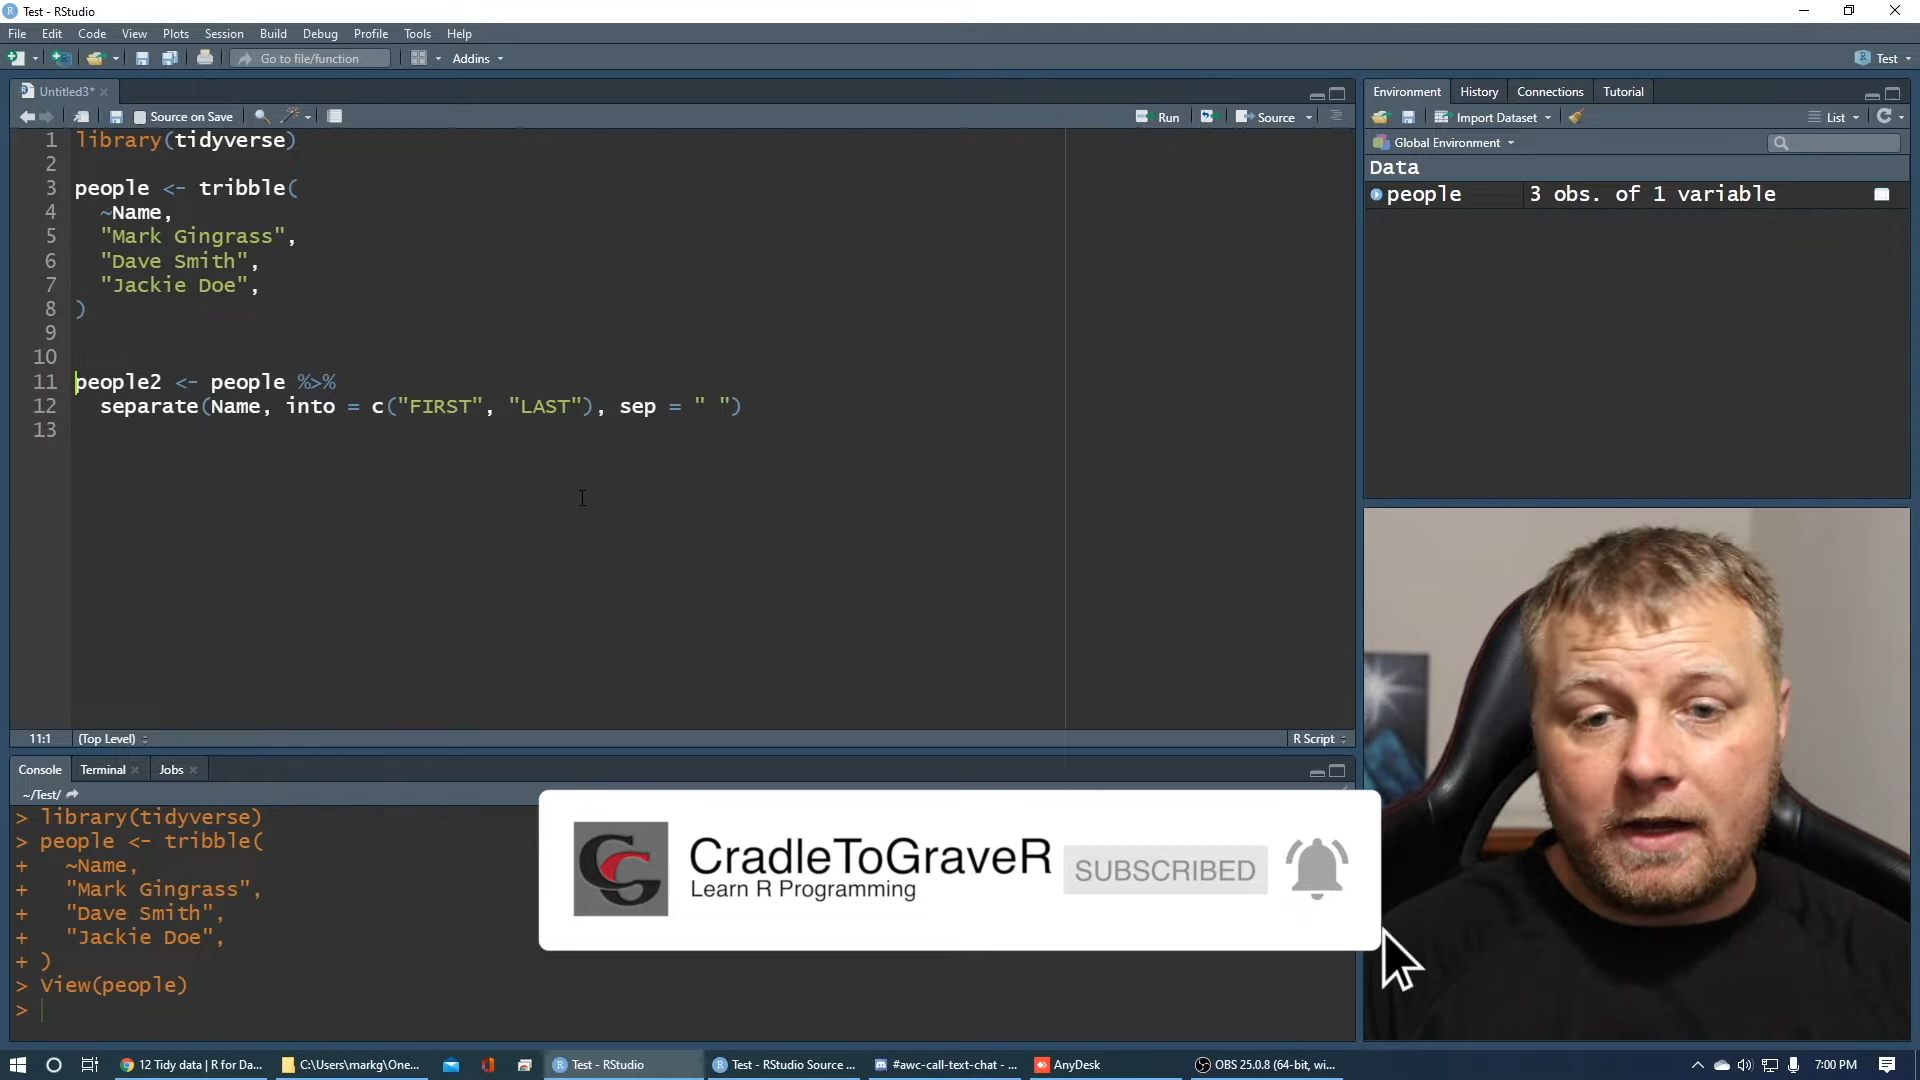 Test - RStudio
File Edit Code View Plots Session Build Debug Profile Tools Help
Go to file/function Addins Test
Untitled3*
Source on Save Run Source
1 library(tidyverse)
2
3 people <- tribble(
4 ~Name,
5 "Mark Gingrass",
6 "Dave Smith",
7 "Jackie Doe",
8 )
9
10
11 people2 <- people %>%
12 separate(Name, into = c("FIRST", "LAST"), sep = " ")
13
11:1 (Top Level) R Script
Environment History Connections Tutorial
Import Dataset List
Global Environment
Data
people 3 obs. of 1 variable
Console Terminal Jobs
~/Test/
> library(tidyverse)
> people <- tribble(
+ ~Name,
+ "Mark Gingrass",
+ "Dave Smith",
+ "Jackie Doe",
+ )
> View(people)
>
CradleToGraveR
Learn R Programming
SUBSCRIBED
12 Tidy data | R for Da... C:\Users\markg\One... Test - RStudio Test - RStudio Source ... #awc-call-text-chat - ... AnyDesk OBS 25.0.8 (64-bit, wi... 7:00 PM